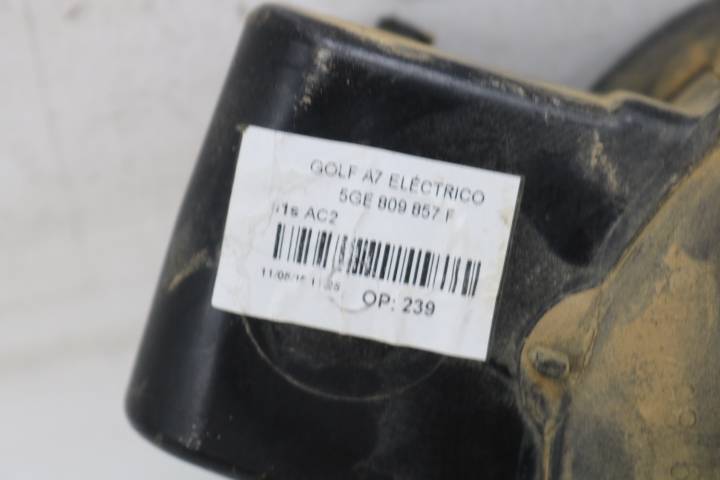 GOLF A7 ELÉCTRICO
5GE 809 857 F
AC2
OP: 239